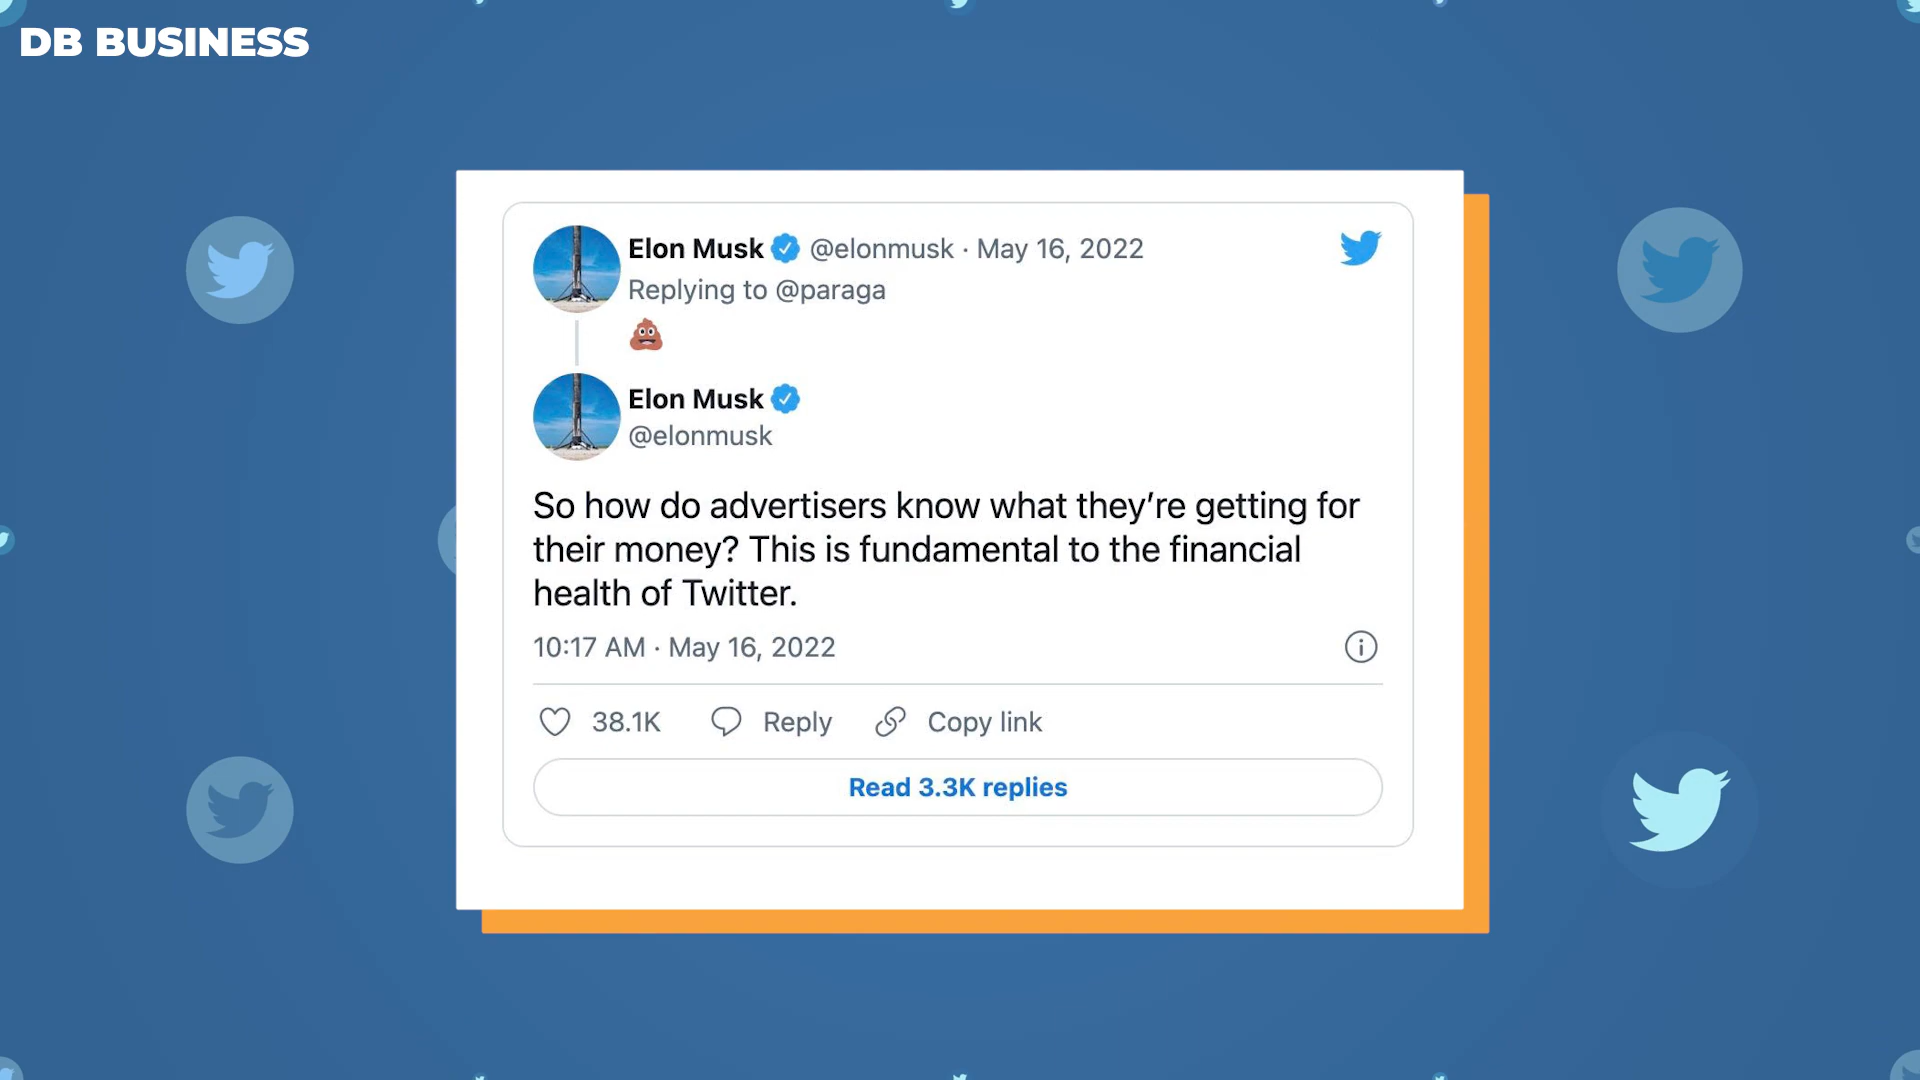 DB BUSINESS
Elon Musk @elonmusk · May 16, 2022
Replying to @paraga
💩
Elon Musk
@elonmusk
So how do advertisers know what they’re getting for
their money? This is fundamental to the financial
health of Twitter.
10:17 AM · May 16, 2022
38.1K Reply Copy link
Read 3.3K replies